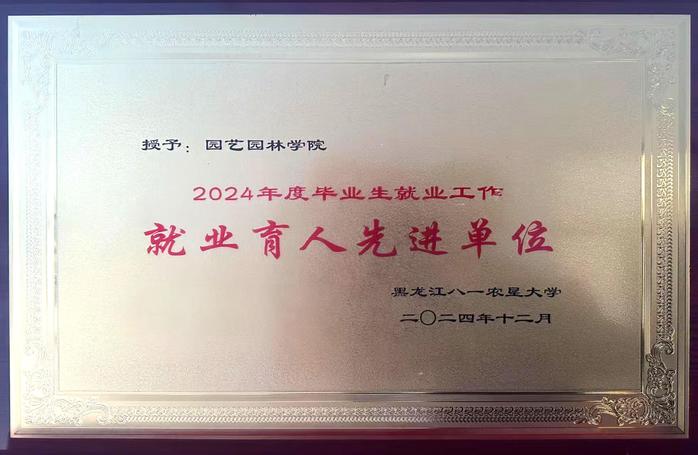 授予：园艺园林学院
2024年度毕业生就业工作
就业育人先进单位
黑龙江八一农垦大学
二〇二四年十二月